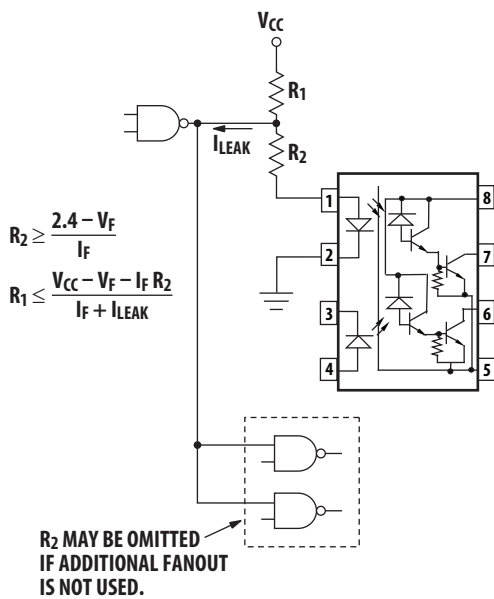 VCC
R1
ILEAK
R2
1
8
2
7
3
6
4
5
R2 ≥ 2.4 – VF
IF
R1 ≤ VCC – VF – IF R2
IF + ILEAK
R2 MAY BE OMITTED
IF ADDITIONAL FANOUT
IS NOT USED.